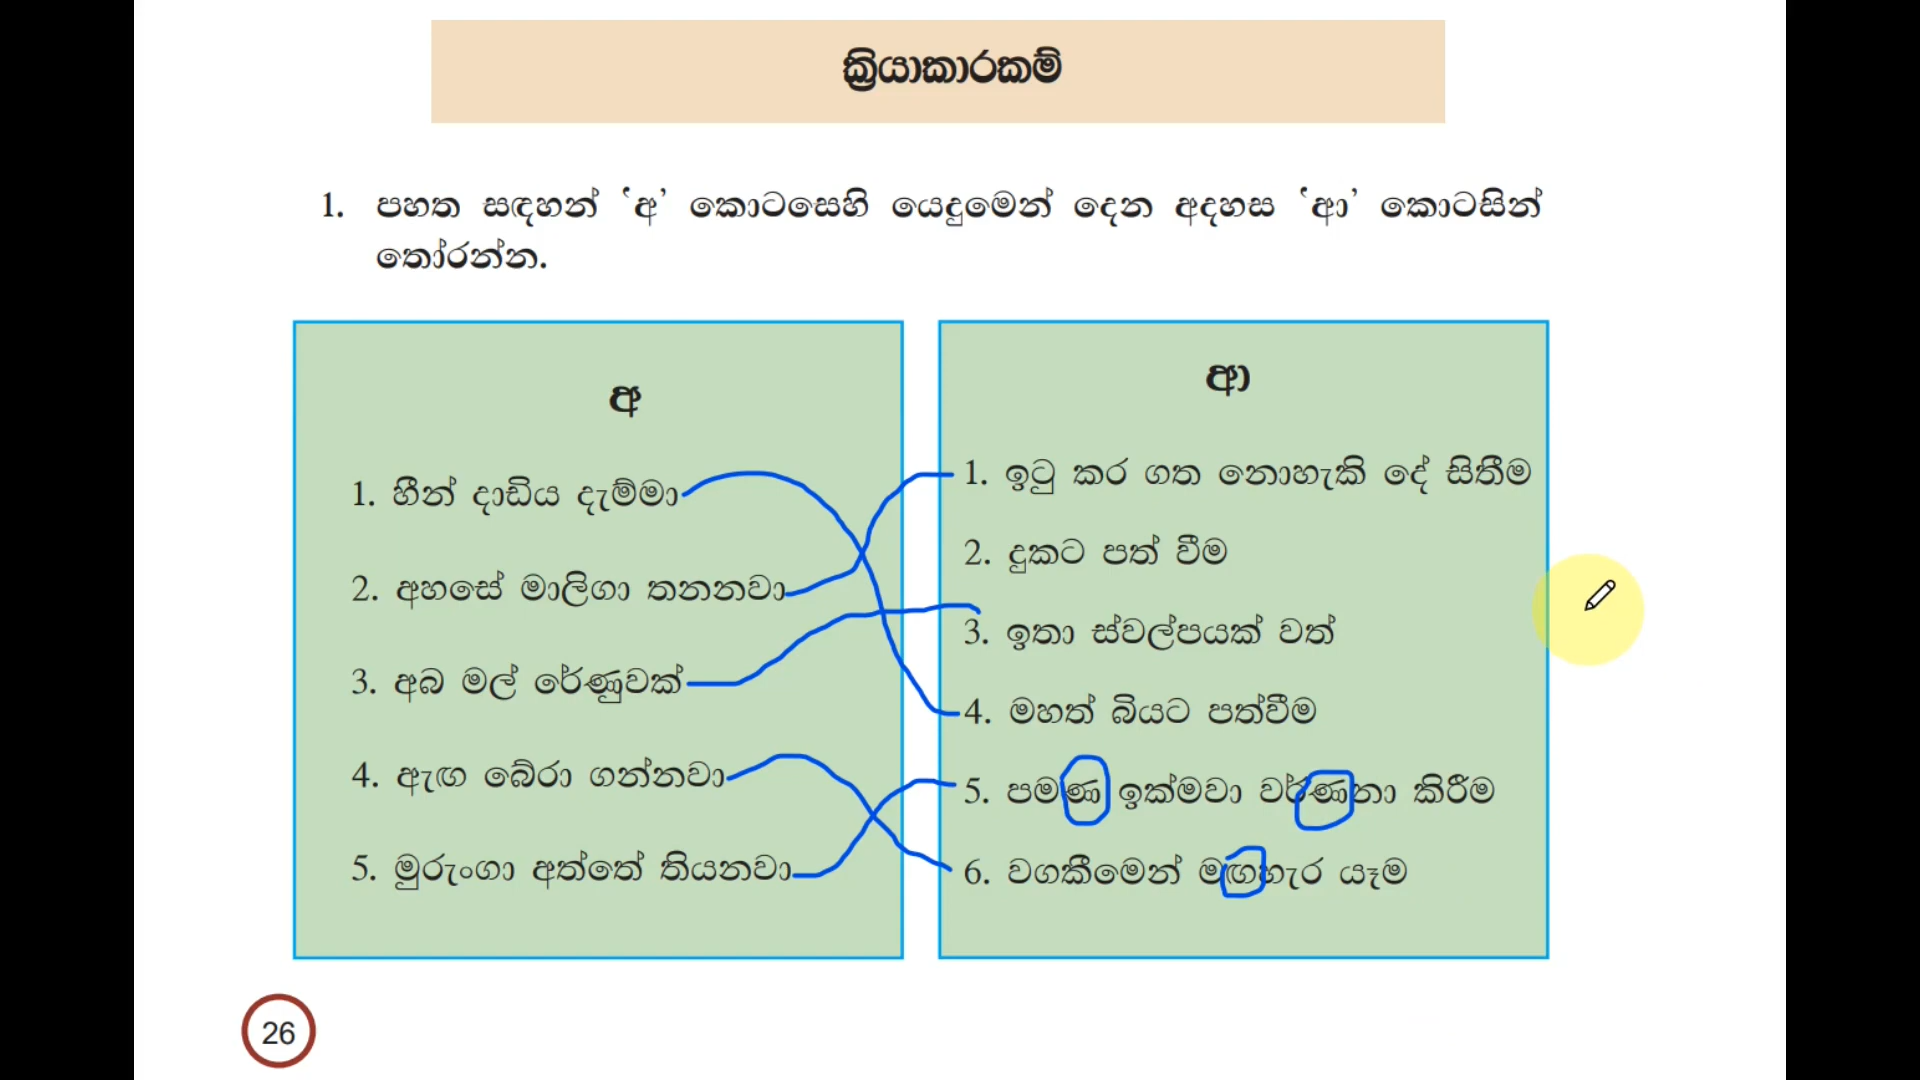 ක්‍රියාකාරකම්
1. පහත සඳහන් ‘අ’ කොටසෙහි යෙදුමෙන් දෙන අදහස ‘ආ’ කොටසින්
තෝරන්න.
අ
1. හීන් දාඩිය දැම්මා
2. අහසේ මාලිගා තනනවා
3. අබ මල් රේණුවක්
4. ඇඟ බේරා ගන්නවා
5. මුරුංගා අත්තේ තියනවා
ආ
1. ඉටු කර ගත නොහැකි දේ සිතීම
2. දුකට පත් වීම
3. ඉතා ස්වල්පයක් වත්
4. මහත් බියට පත්වීම
5. පමණ ඉක්මවා වර්ණනා කිරීම
6. වගකීමෙන් මඟහැර යෑම
26